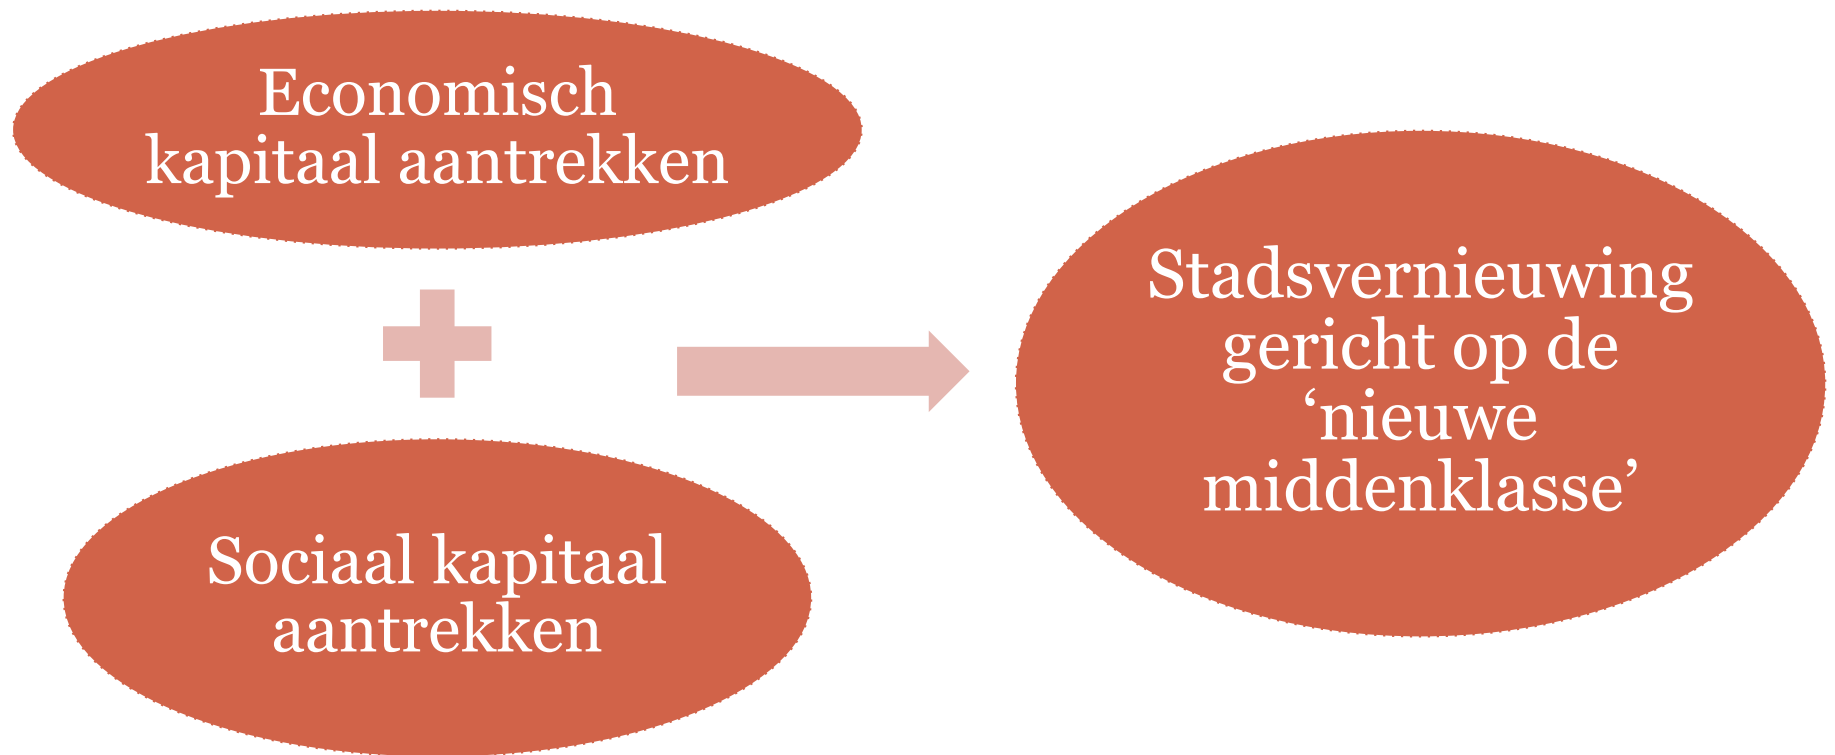 Economisch
kapitaal aantrekken
Sociaal kapitaal
aantrekken
Stadsvernieuwing
gericht op de
‘nieuwe
middenklasse’